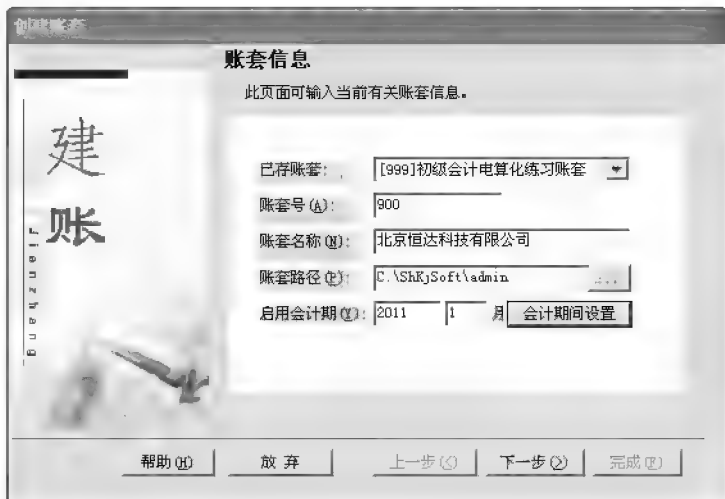 创建账套
账套信息
此页面可输入当前有关账套信息。
建
账
Jianzhang
已存账套: [999]初级会计电算化练习账套
账套号(A): 900
账套名称(N): 北京恒达科技有限公司
账套路径(P): C:\ShKjSoft\admin ...
启用会计期(Y): 2011 1 月 会计期间设置
帮助(H) 放弃 上一步(<) 下一步(>) 完成(F)